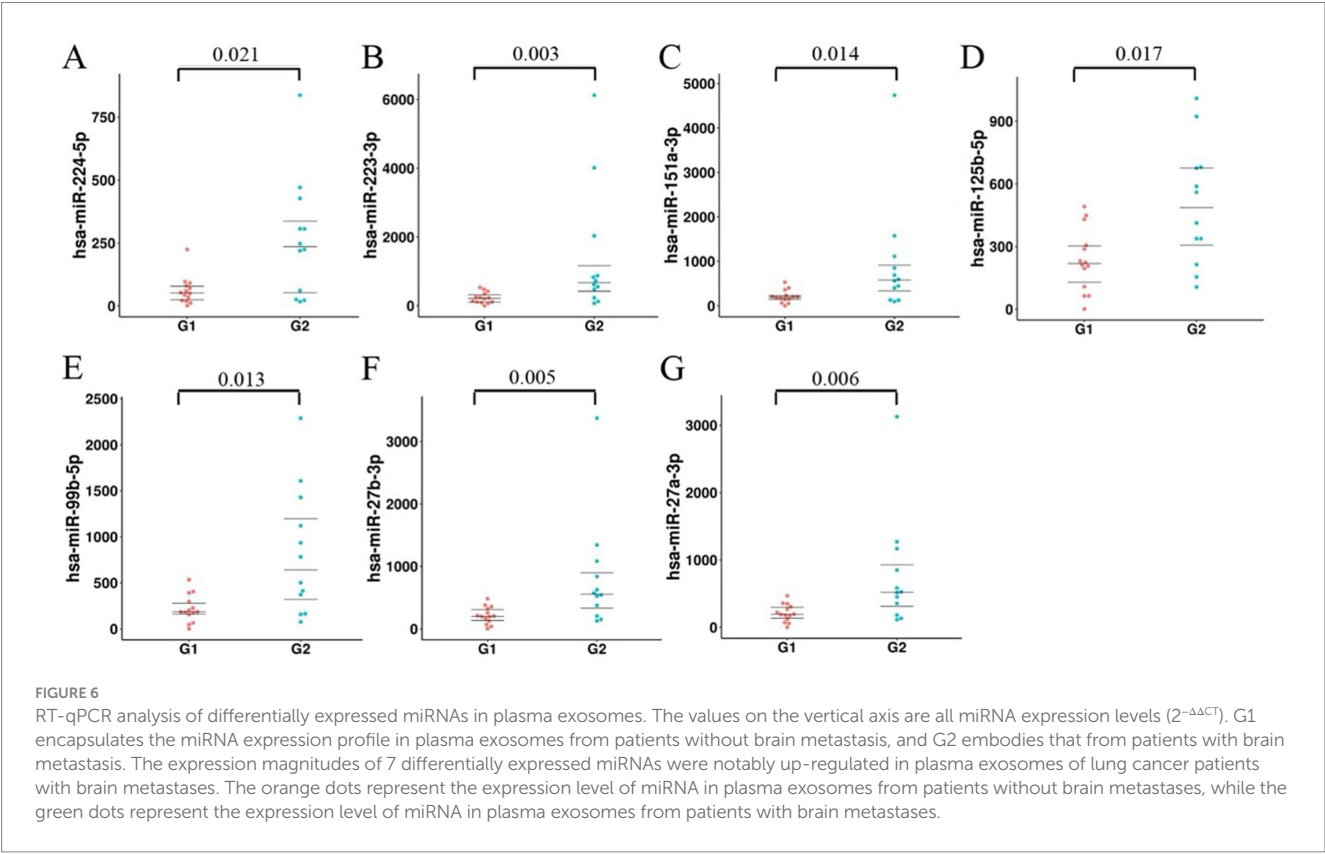 A
0.021
hsa-miR-224-5p
750
500
250
0
G1 G2
B
0.003
hsa-miR-223-3p
6000
4000
2000
0
G1 G2
C
0.014
hsa-miR-151a-3p
5000
4000
3000
2000
1000
0
G1 G2
D
0.017
hsa-miR-125b-5p
900
600
300
0
G1 G2
E
0.013
hsa-miR-99b-5p
2500
2000
1500
1000
500
0
G1 G2
F
0.005
hsa-miR-27b-3p
3000
2000
1000
0
G1 G2
G
0.006
hsa-miR-27a-3p
3000
2000
1000
0
G1 G2
FIGURE 6
RT-qPCR analysis of differentially expressed miRNAs in plasma exosomes. The values on the vertical axis are all miRNA expression levels (2⁻ΔΔCT). G1
encapsulates the miRNA expression profile in plasma exosomes from patients without brain metastasis, and G2 embodies that from patients with brain
metastasis. The expression magnitudes of 7 differentially expressed miRNAs were notably up-regulated in plasma exosomes of lung cancer patients
with brain metastases. The orange dots represent the expression level of miRNA in plasma exosomes from patients without brain metastases, while the
green dots represent the expression level of miRNA in plasma exosomes from patients with brain metastases.